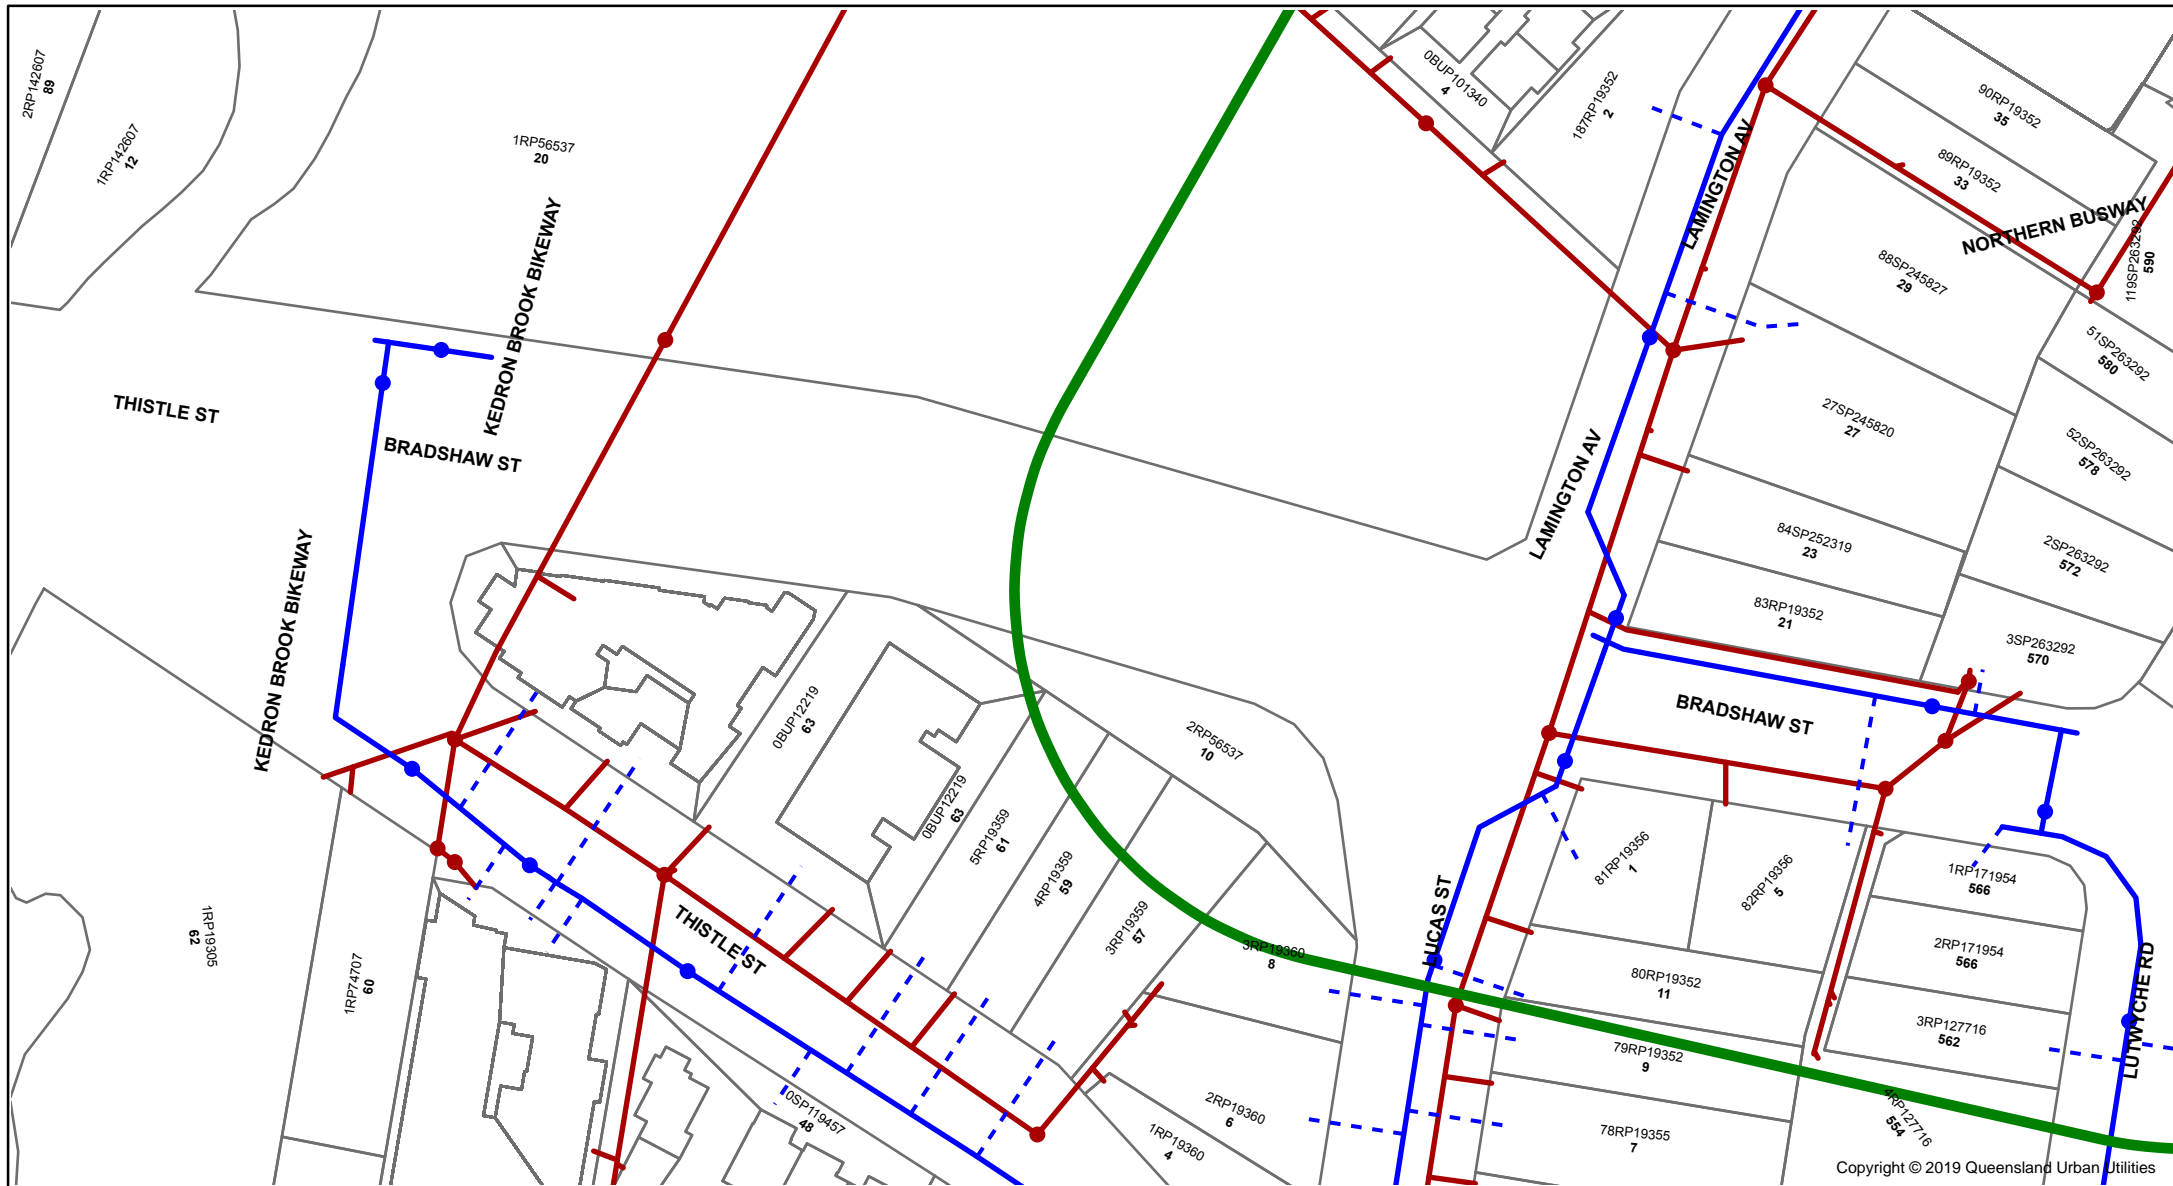 2RP142607
89
1RP142607
12
1RP56537
20
KEDRON BROOK BIKEWAY
THISTLE ST
BRADSHAW ST
KEDRON BROOK BIKEWAY
0BUP101340
4
187RP19352
2
LAMINGTON AV
90RP19352
35
89RP19352
33
NORTHERN BUSWAY
119SP263292
590
88SP245827
29
51SP263292
580
27SP245820
27
52SP263292
578
LAMINGTON AV
84SP252319
23
2SP263292
572
83RP19352
21
3SP263292
570
BRADSHAW ST
0BUP12219
63
0BUP12219
63
2RP56537
10
5RP19359
61
4RP19359
59
3RP19359
57
3RP19360
8
THISTLE ST
1RP19305
62
1RP74707
60
0SP119457
48
2RP19360
6
1RP19360
4
LUCAS ST
81RP19356
1
82RP19356
5
80RP19352
11
79RP19352
9
78RP19355
7
1RP171954
566
2RP171954
566
3RP127716
562
4RP127716
554
LUTWYCHE RD
Copyright © 2019 Queensland Urban Utilities